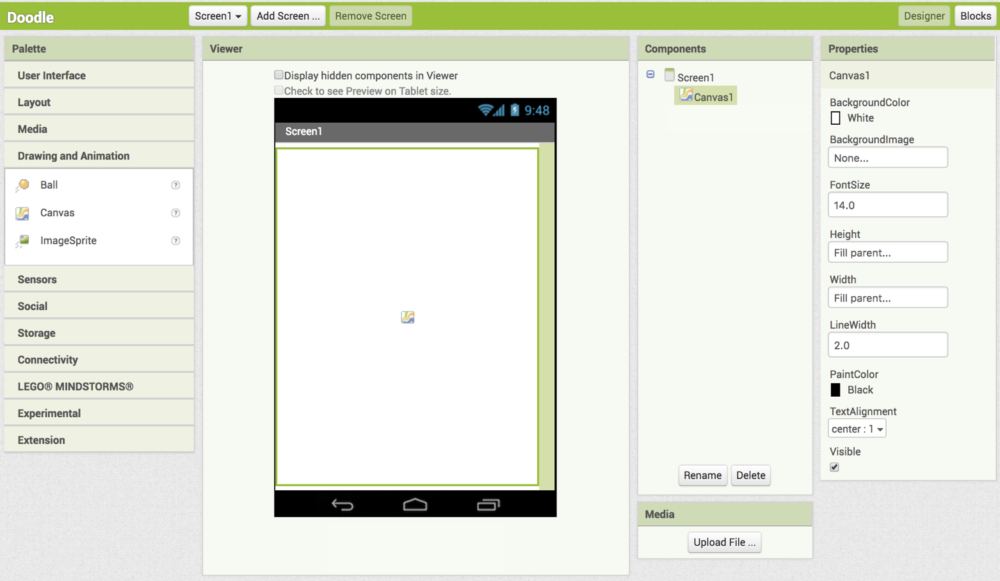 Doodle
Screen1
Add Screen ...
Remove Screen
Designer
Blocks
Palette
User Interface
Layout
Media
Drawing and Animation
Ball
?
Canvas
?
ImageSprite
?
Sensors
Social
Storage
Connectivity
LEGO® MINDSTORMS®
Experimental
Extension
Viewer
Display hidden components in Viewer
Check to see Preview on Tablet size.
9:48
Screen1
Components
Screen1
Canvas1
Rename
Delete
Media
Upload File ...
Properties
Canvas1
BackgroundColor
White
BackgroundImage
None...
FontSize
14.0
Height
Fill parent...
Width
Fill parent...
LineWidth
2.0
PaintColor
Black
TextAlignment
center : 1
Visible